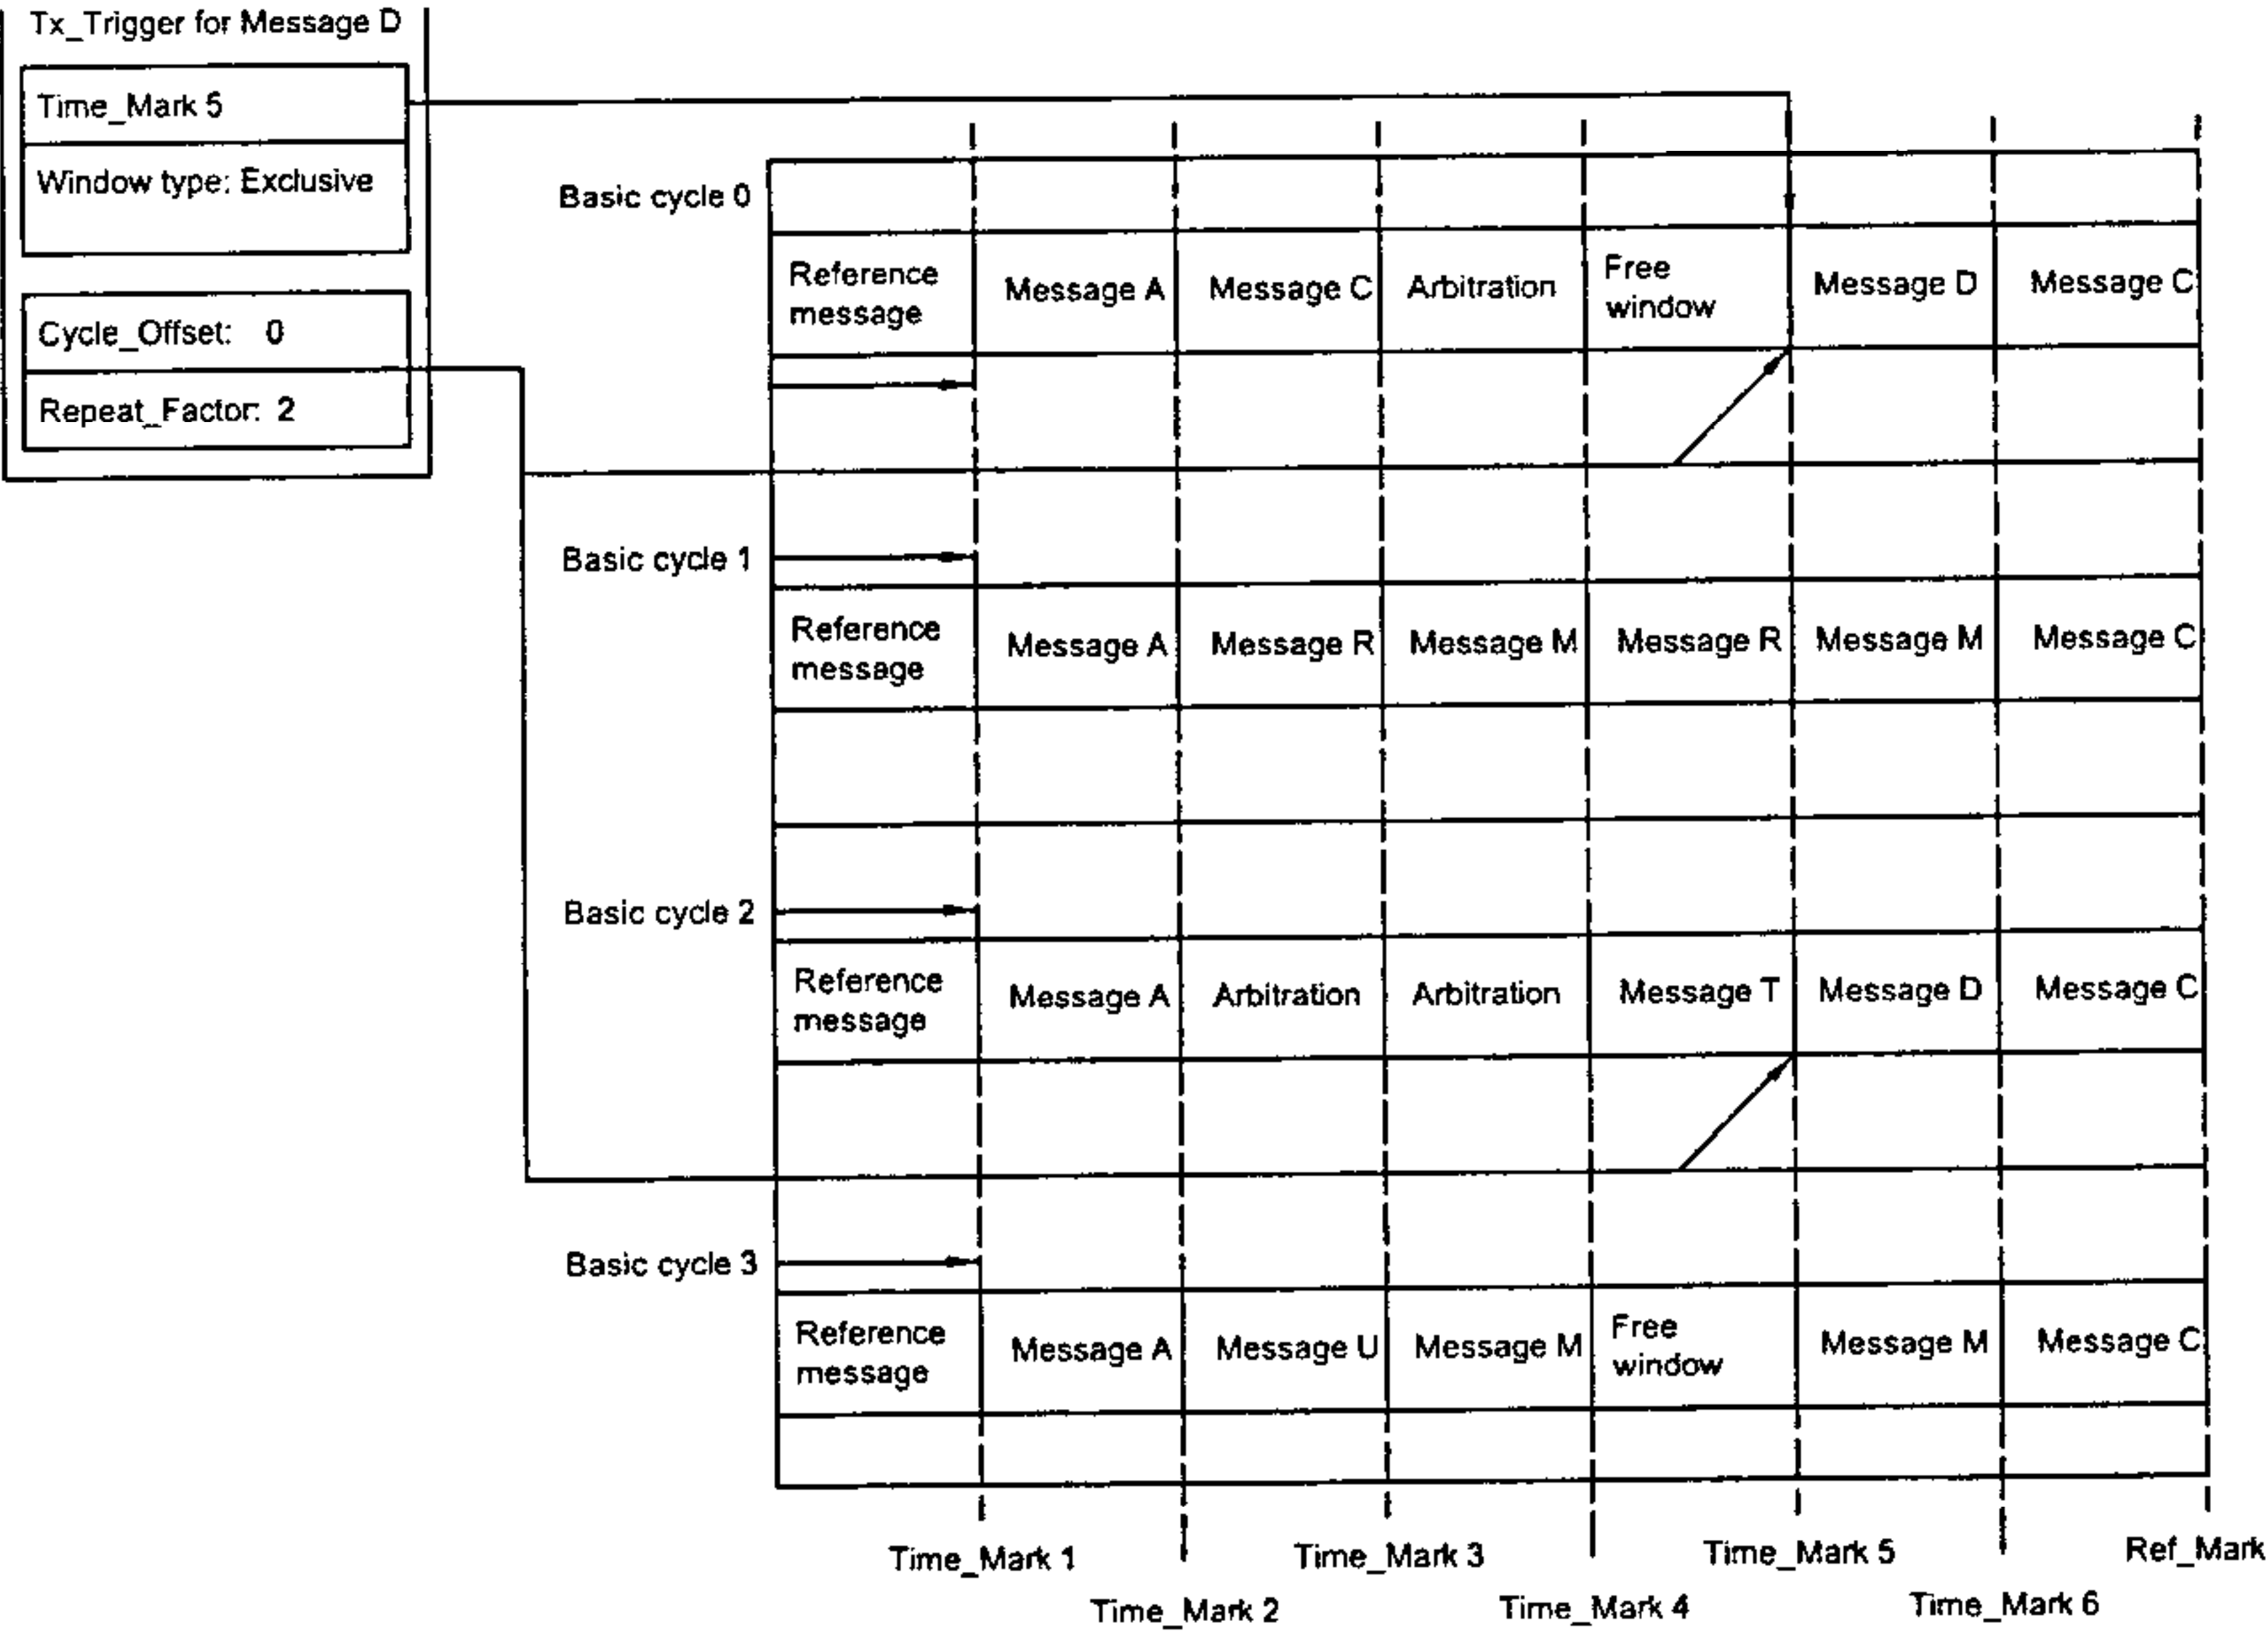 Tx_Trigger for Message D
Time_Mark 5
Window type: Exclusive
Cycle_Offset: 0
Repeat_Factor: 2
Basic cycle 0
Reference
message
Message A
Message C
Arbitration
Free
window
Message D
Message C
Basic cycle 1
Reference
message
Message A
Message R
Message M
Message R
Message M
Message C
Basic cycle 2
Reference
message
Message A
Arbitration
Arbitration
Message T
Message D
Message C
Basic cycle 3
Reference
message
Message A
Message U
Message M
Free
window
Message M
Message C
Time_Mark 1
Time_Mark 2
Time_Mark 3
Time_Mark 4
Time_Mark 5
Time_Mark 6
Ref_Mark